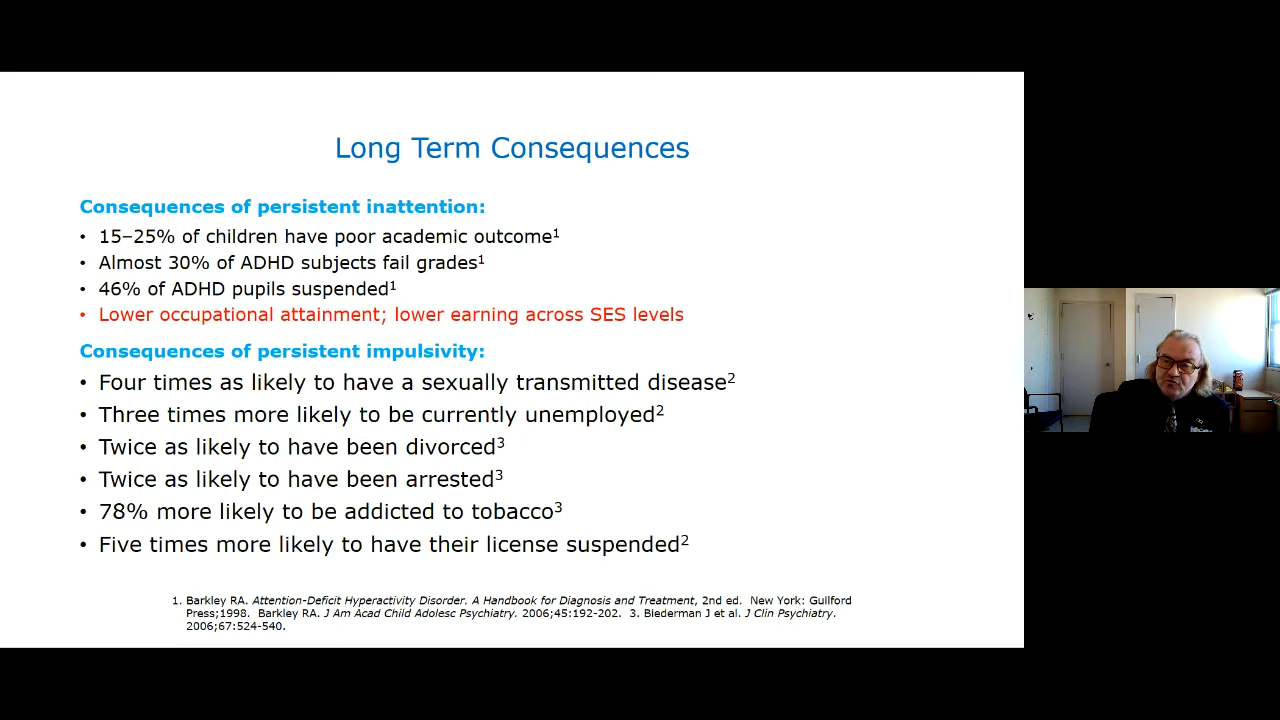 Long Term Consequences
Consequences of persistent inattention:
• 15–25% of children have poor academic outcome¹
• Almost 30% of ADHD subjects fail grades¹
• 46% of ADHD pupils suspended¹
• Lower occupational attainment; lower earning across SES levels
Consequences of persistent impulsivity:
• Four times as likely to have a sexually transmitted disease²
• Three times more likely to be currently unemployed²
• Twice as likely to have been divorced³
• Twice as likely to have been arrested³
• 78% more likely to be addicted to tobacco³
• Five times more likely to have their license suspended²
1. Barkley RA. Attention-Deficit Hyperactivity Disorder. A Handbook for Diagnosis and Treatment, 2nd ed. New York: Guilford
Press;1998. Barkley RA. J Am Acad Child Adolesc Psychiatry. 2006;45:192-202. 3. Biederman J et al. J Clin Psychiatry.
2006;67:524-540.